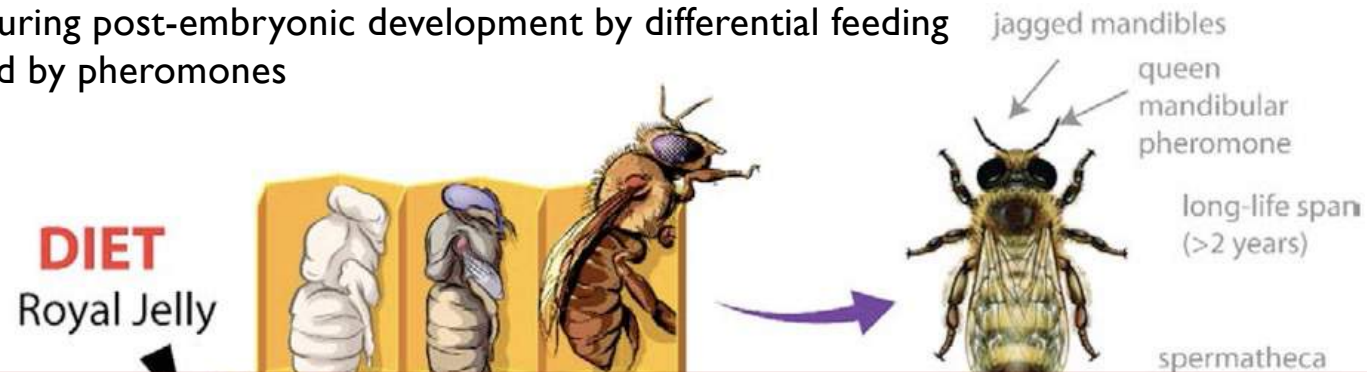 uring post-embryonic development by differential feeding
d by pheromones
jagged mandibles
queen
mandibular
pheromone
long-life span
(>2 years)
DIET
Royal Jelly
spermatheca